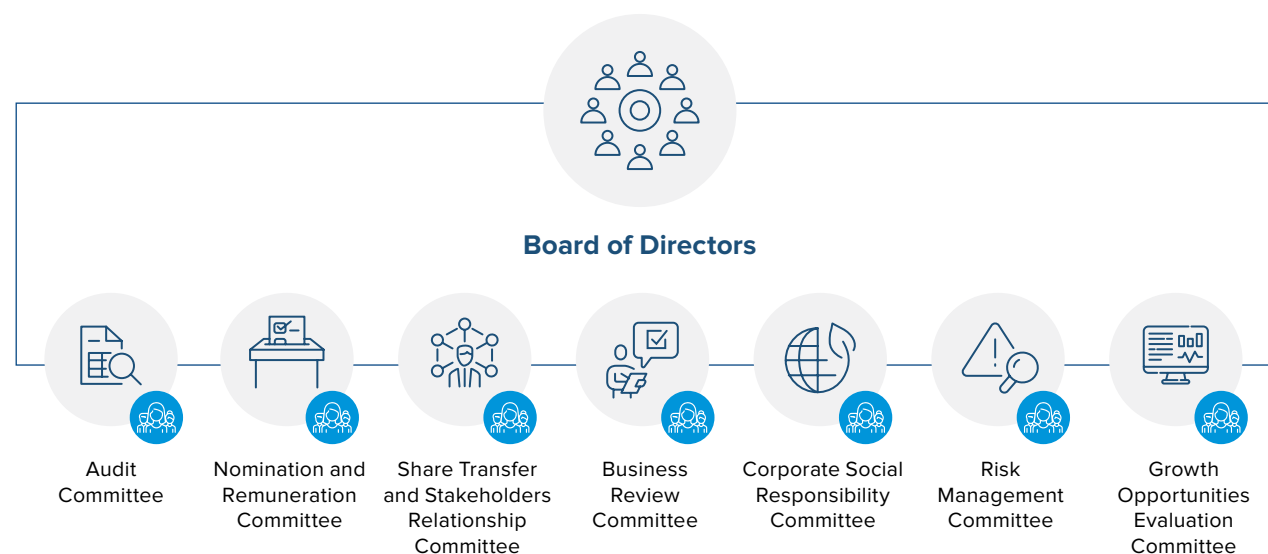 Board of Directors
Audit
Committee
Nomination and
Remuneration
Committee
Share Transfer
and Stakeholders
Relationship
Committee
Business
Review
Committee
Corporate Social
Responsibility
Committee
Risk
Management
Committee
Growth
Opportunities
Evaluation
Committee